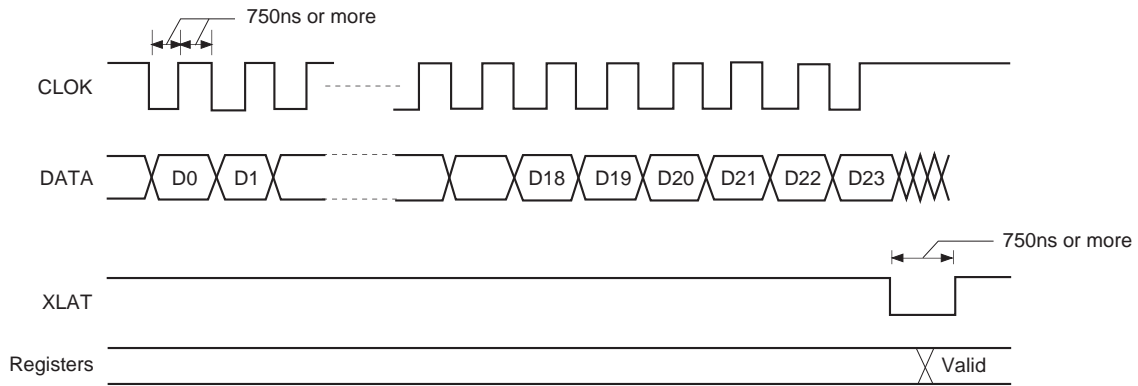 750ns or more
CLOK
DATA
D0
D1
D18
D19
D20
D21
D22
D23
750ns or more
XLAT
Registers
Valid